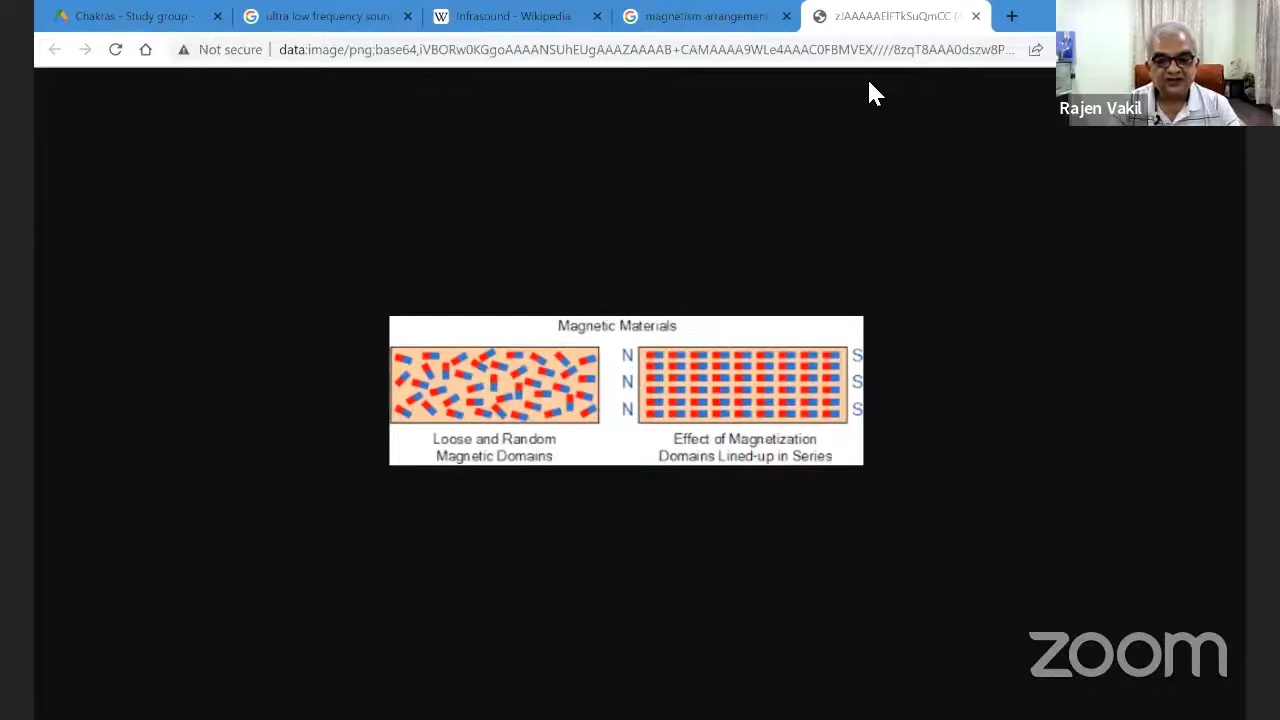 Chakras - Study group -
ultra low frequency soun
Infrasound - Wikipedia
magnetism arrangement
zJAAAAAElFTkSuQmCC (
Not secure
data:image/png;base64,iVBORw0KGgoAAAANSUhEUgAAAZAAAAB+CAMAAAA9WLe4AAAC0FBMVEX////8zqT8AAA0dszw8P...
Rajen Vakil
Magnetic Materials
N S
N S
N S
Loose and Random
Magnetic Domains
Effect of Magnetization
Domains Lined-up in Series
zoom